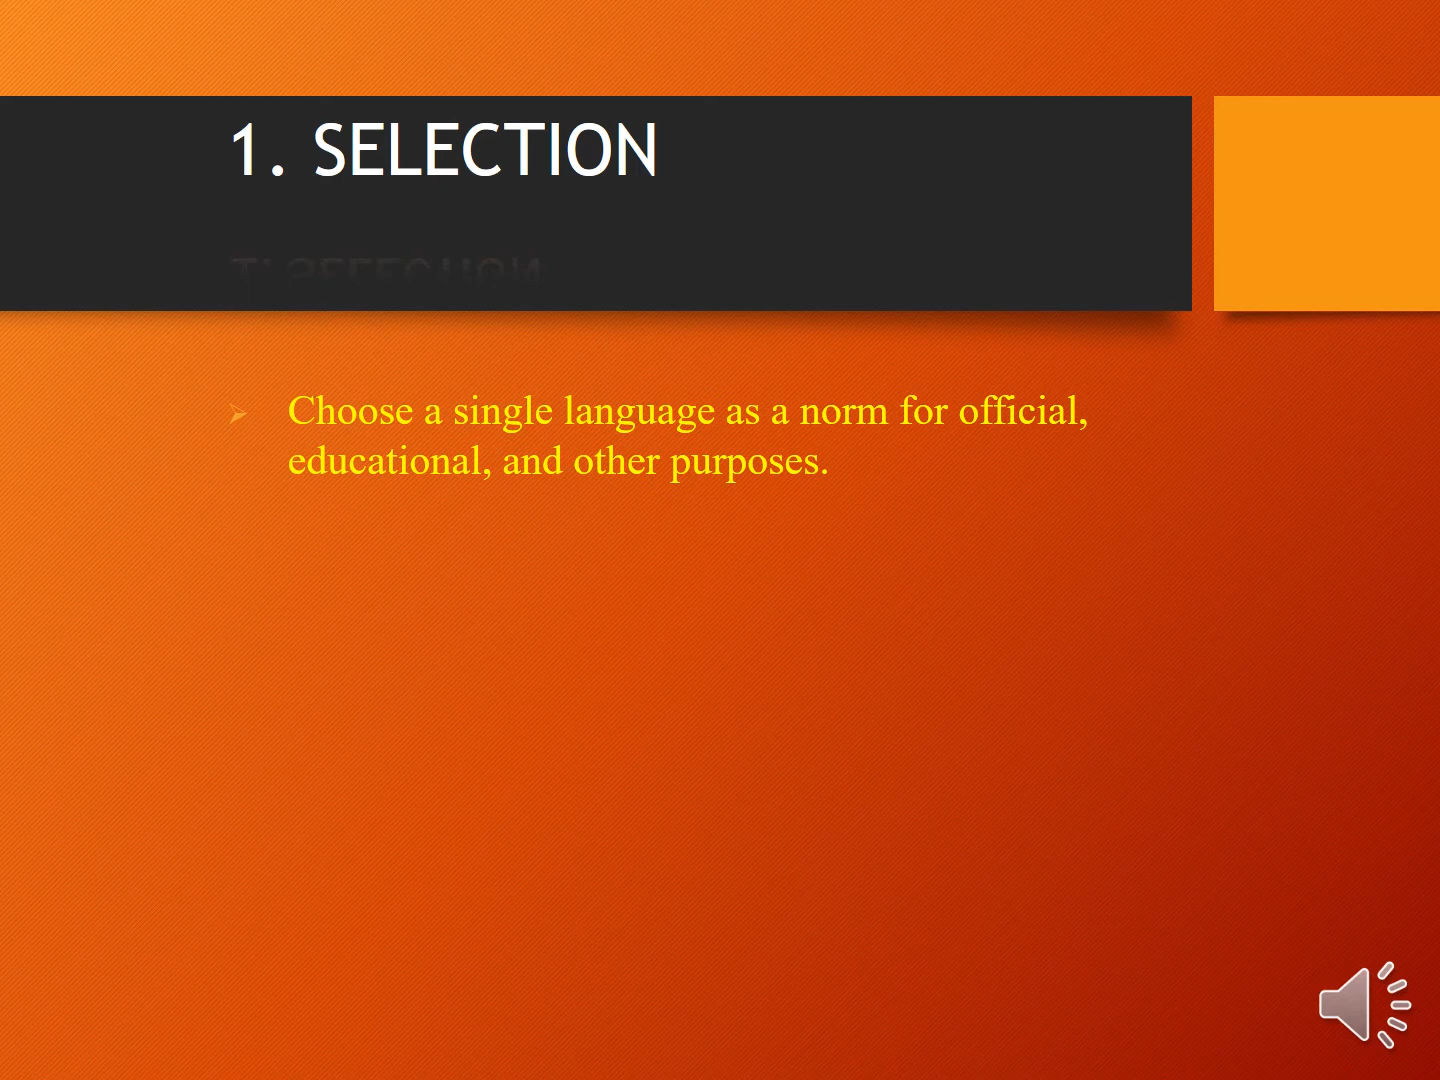 1. SELECTION
Choose a single language as a norm for official,
educational, and other purposes.